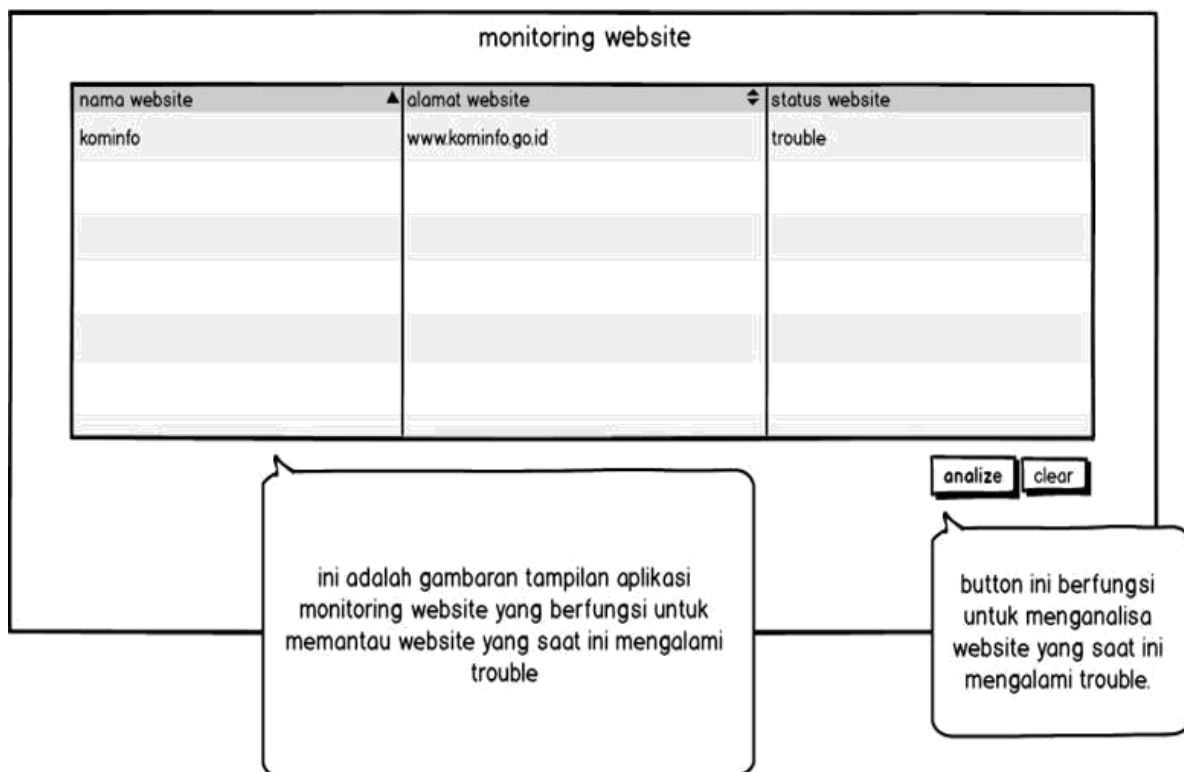 monitoring website
nama website alamat website status website
kominfo www.kominfo.go.id trouble
analize clear
ini adalah gambaran tampilan aplikasi
monitoring website yang berfungsi untuk
memantau website yang saat ini mengalami
trouble
button ini berfungsi
untuk menganalisa
website yang saat ini
mengalami trouble.